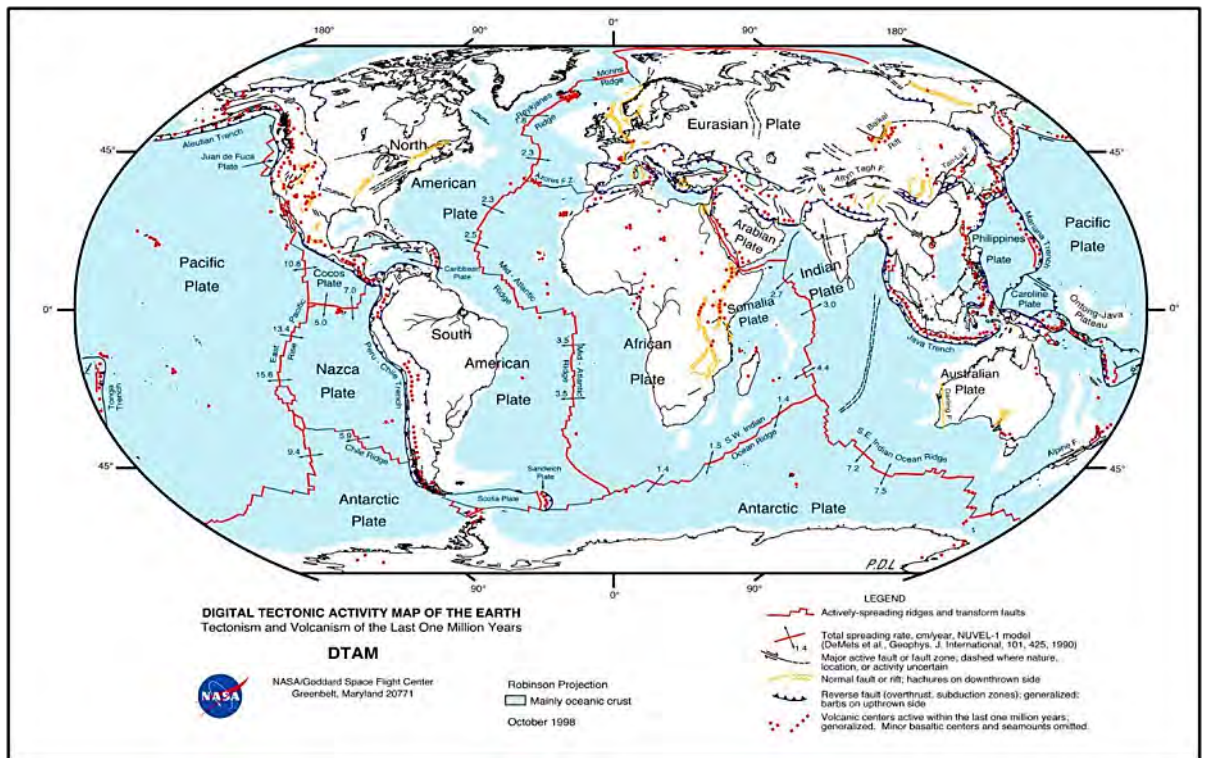 180°
90°
0°
90°
180°
Mohns
Ridge
Reykjanes
Ridge
Aleutian Trench
45°
Juan de Fuca
Plate
North
American
Plate
2.3
Azores F.Z.
2.3
2.5
Eurasian Plate
Baikal
Rift
Tan-Lu F.
Altyn Tagh F.
45°
Pacific
Plate
10.8
Cocos
Plate
7.0
5.0
Caribbean
Plate
Mid-Atlantic
Ridge
Arabian
Plate
Indian
Plate
2.7
3.0
Somalia
Plate
Philippines
Plate
Mariana Trench
Pacific
Plate
Caroline
Plate
Ontong-Java
Plateau
0°
0°
East
Pacific
Rise
13.4
15.6
Nazca
Plate
Peru
Chile Trench
South
American
Plate
3.5
Mid-Atlantic
Ridge
3.5
African
Plate
4.4
Java Trench
Australian
Plate
Darling F.
Tonga
Trench
1.4
S.W. Indian
Ocean Ridge
1.5
1.4
45°
9.4
5.9
Chile Ridge
S.E. Indian Ocean Ridge
7.2
7.5
Alpine F.
45°
Antarctic
Plate
Scotia Plate
Sandwich
Plate
Antarctic Plate
P.D.L
90°
0°
90°
DIGITAL TECTONIC ACTIVITY MAP OF THE EARTH
Tectonism and Volcanism of the Last One Million Years
DTAM
NASA
NASA/Goddard Space Flight Center
Greenbelt, Maryland 20771
Robinson Projection
Mainly oceanic crust
October 1998
LEGEND
Actively-spreading ridges and transform faults
1.4
Total spreading rate, cm/year, NUVEL-1 model
(DeMets et al., Geophys. J. International, 101, 425, 1990)
Major active fault or fault zone, dashed where nature,
location, or activity uncertain
Normal fault or rift; hachures on downthrown side
Reverse fault (overthrust, subduction zones); generalized;
barbs on upthrown side
Volcanic centers active within the last one million years;
generalized. Minor basaltic centers and seamounts omitted.